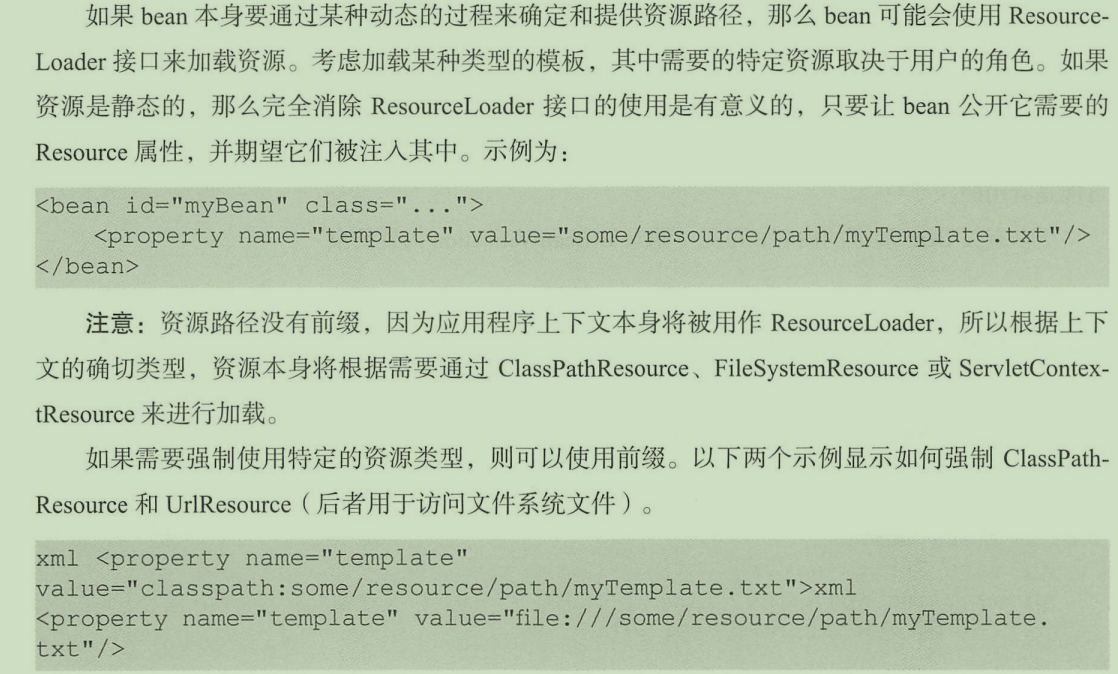 如果 bean 本身要通过某种动态的过程来确定和提供资源路径，那么 bean 可能会使用 Resource-
Loader 接口来加载资源。考虑加载某种类型的模板，其中需要的特定资源取决于用户的角色。如果
资源是静态的，那么完全消除 ResourceLoader 接口的使用是有意义的，只要让 bean 公开它需要的
Resource 属性，并期望它们被注入其中。示例为：
<bean id="myBean" class="...">
    <property name="template" value="some/resource/path/myTemplate.txt"/>
</bean>
注意：资源路径没有前缀，因为应用程序上下文本身将被用作 ResourceLoader，所以根据上下
文的确切类型，资源本身将根据需要通过 ClassPathResource、FileSystemResource 或 ServletContex-
tResource 来进行加载。
如果需要强制使用特定的资源类型，则可以使用前缀。以下两个示例显示如何强制 ClassPath-
Resource 和 UrlResource（后者用于访问文件系统文件）。
xml <property name="template"
value="classpath:some/resource/path/myTemplate.txt">xml
<property name="template" value="file:///some/resource/path/myTemplate.
txt"/>